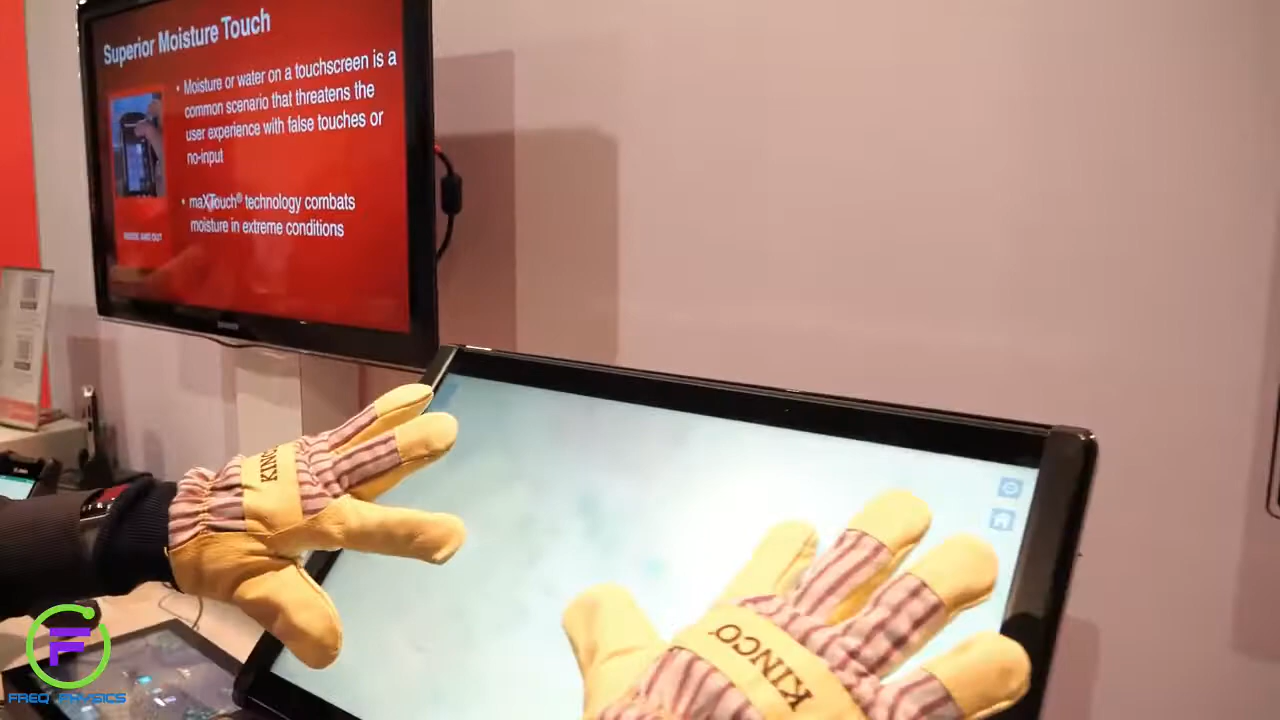 Superior Moisture Touch
• Moisture or water on a touchscreen is a
common scenario that threatens the
user experience with false touches or
no-input
• maXTouch® technology combats
moisture in extreme conditions
KINCO
KINCO
F
FREQ PHYSICS